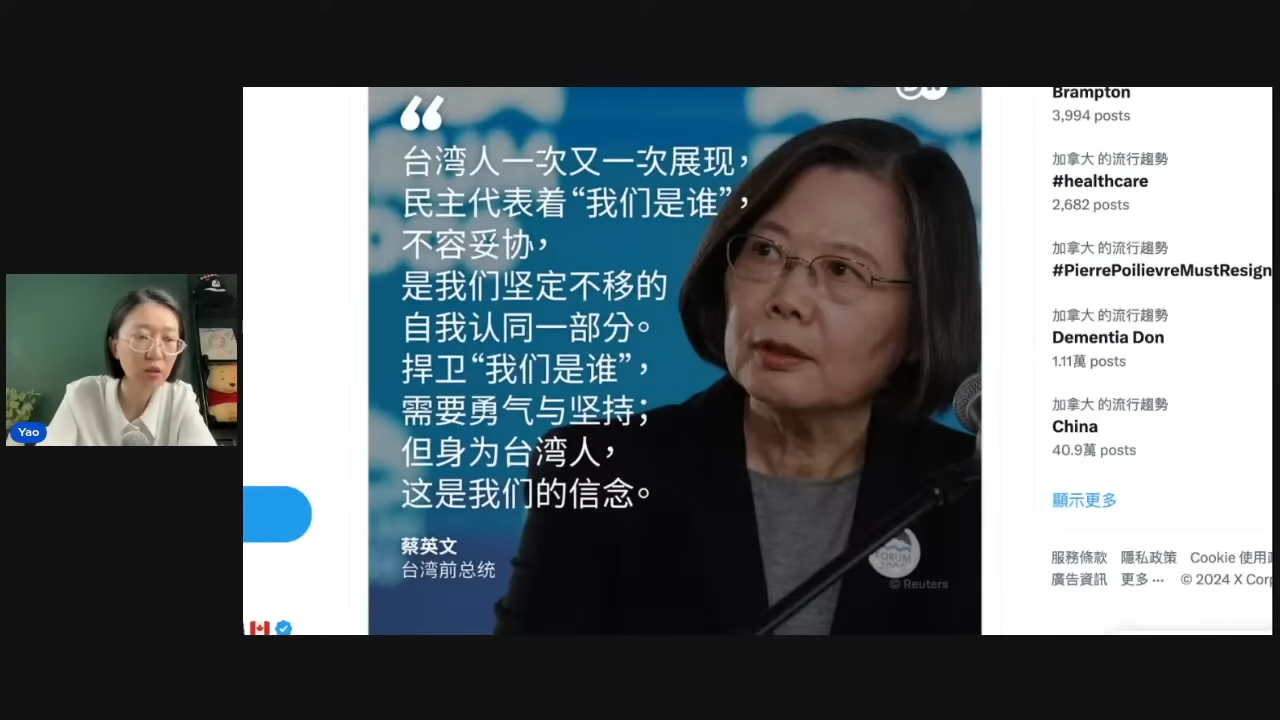 “
台湾人一次又一次展现，
民主代表着“我们是谁”，
不容妥协，
是我们坚定不移的
自我认同一部分。
捍卫“我们是谁”，
需要勇气与坚持；
但身为台湾人，
这是我们的信念。
蔡英文
台湾前总统
© Reuters
Yao
Brampton
3,994 posts
加拿大 的流行趨勢
#healthcare
2,682 posts
加拿大 的流行趨勢
#PierrePoilievreMustResign
加拿大 的流行趨勢
Dementia Don
1.11萬 posts
加拿大 的流行趨勢
China
40.9萬 posts
顯示更多
服務條款 隱私政策 Cookie 使用
廣告資訊 更多 ··· © 2024 X Corp